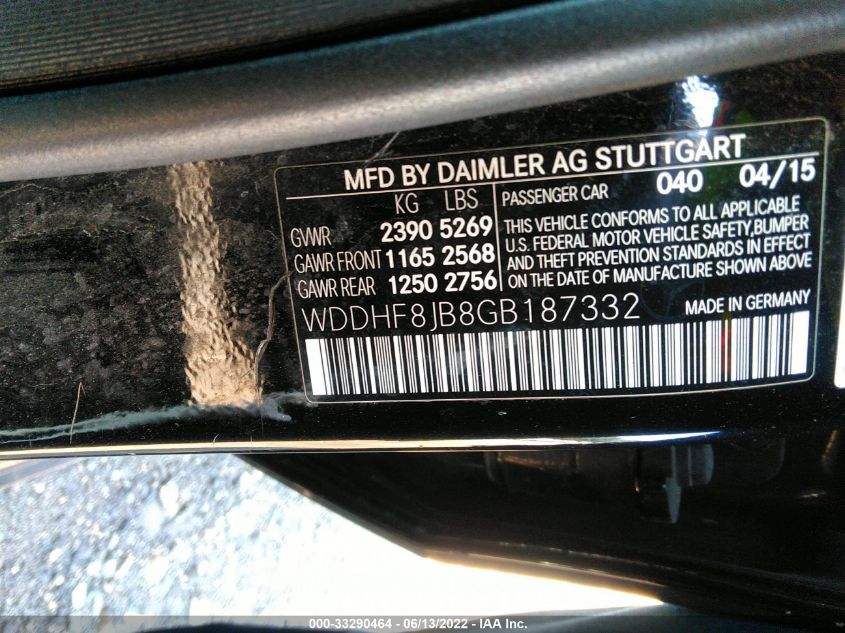 MFD BY DAIMLER AG STUTTGART
KG LBS
GVWR 2390 5269
GAWR FRONT 1165 2568
GAWR REAR 1250 2756
PASSENGER CAR 040 04/15
THIS VEHICLE CONFORMS TO ALL APPLICABLE
U.S. FEDERAL MOTOR VEHICLE SAFETY,BUMPER
AND THEFT PREVENTION STANDARDS IN EFFECT
ON THE DATE OF MANUFACTURE SHOWN ABOVE
WDDHF8JB8GB187332 MADE IN GERMANY
000-33290464 - 06/13/2022 - IAA Inc.